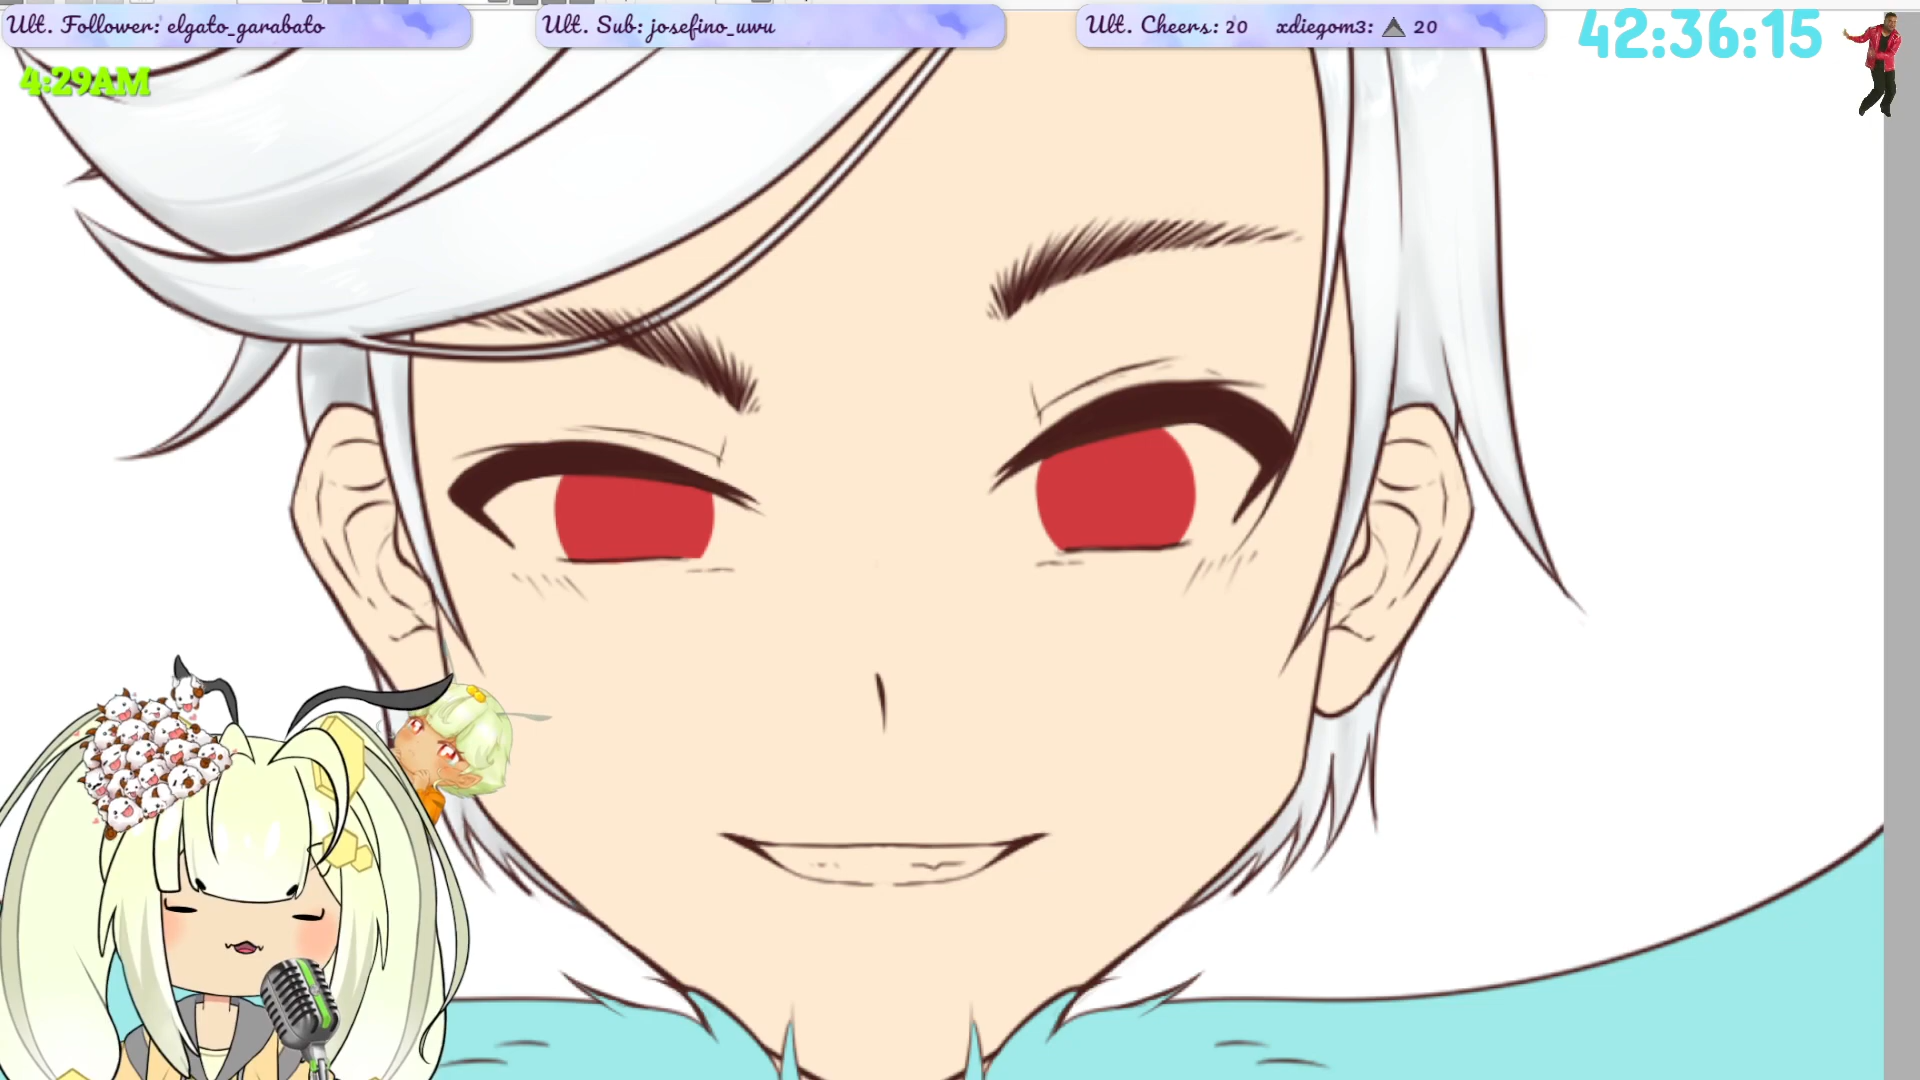 Ult. Follower: elgato_garabato
Ult. Sub: josefino_uwu
Ult. Cheers: 20 xdiegom3: 20
42:36:15
4:29AM